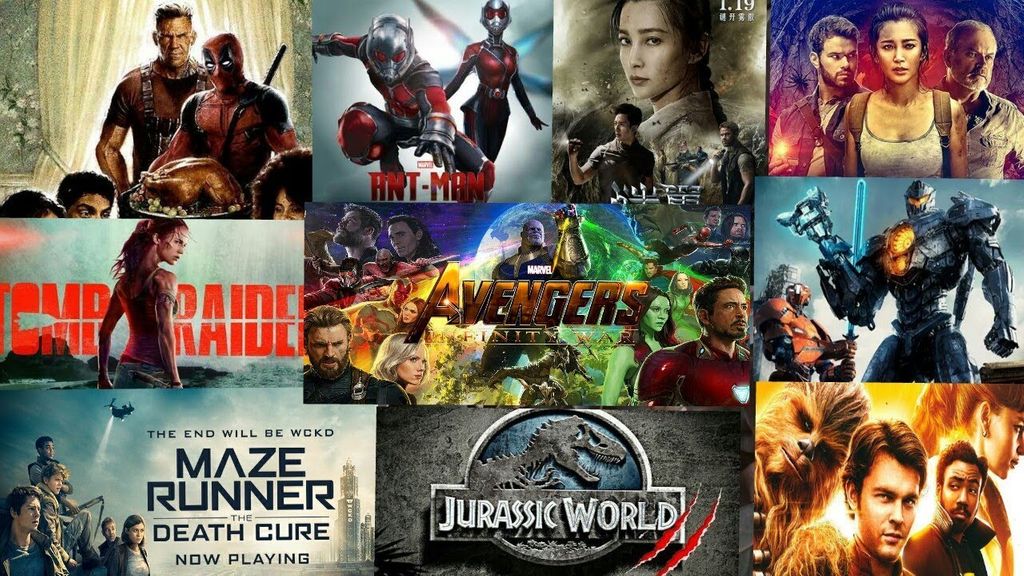 MARVEL
ANT-MAN
1.19
TOMB RAIDER
MARVEL
AVENGERS
INFINITY WAR
THE END WILL BE WCKD
MAZE
RUNNER
THE
DEATH CURE
NOW PLAYING
JURASSIC WORLD